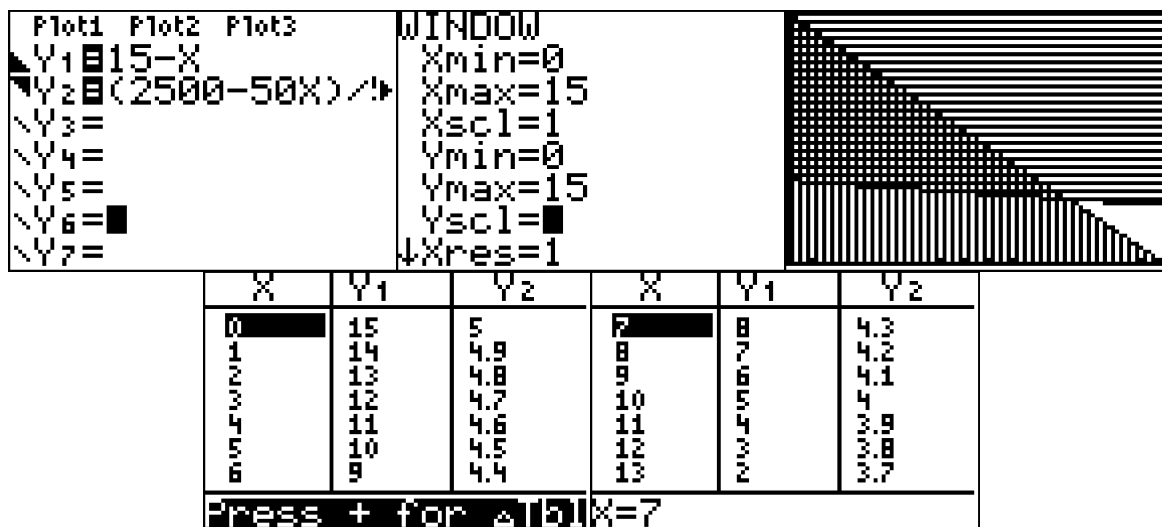 Plot1 Plot2 Plot3
Y1=15-X
Y2=(2500-50X)/
Y3=
Y4=
Y5=
Y6=
Y7=
WINDOW
Xmin=0
Xmax=15
Xscl=1
Ymin=0
Ymax=15
Yscl=
↓Xres=1
X Y1 Y2
0 15 5
1 14 4.9
2 13 4.8
3 12 4.7
4 11 4.6
5 10 4.5
6 9 4.4
Press + for △Tbl
X Y1 Y2
7 8 4.3
8 7 4.2
9 6 4.1
10 5 4
11 4 3.9
12 3 3.8
13 2 3.7
X=7